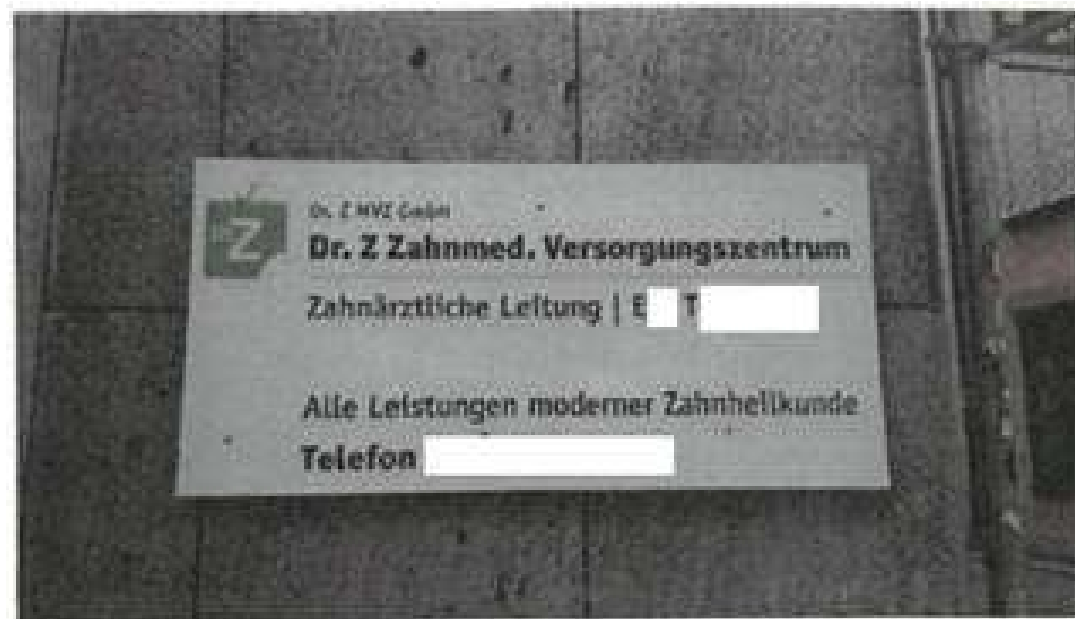 Z
Dr. Z MVZ GmbH
Dr. Z Zahnmed. Versorgungszentrum
Zahnärztliche Leitung | E T
Alle Leistungen moderner Zahnheilkunde
Telefon